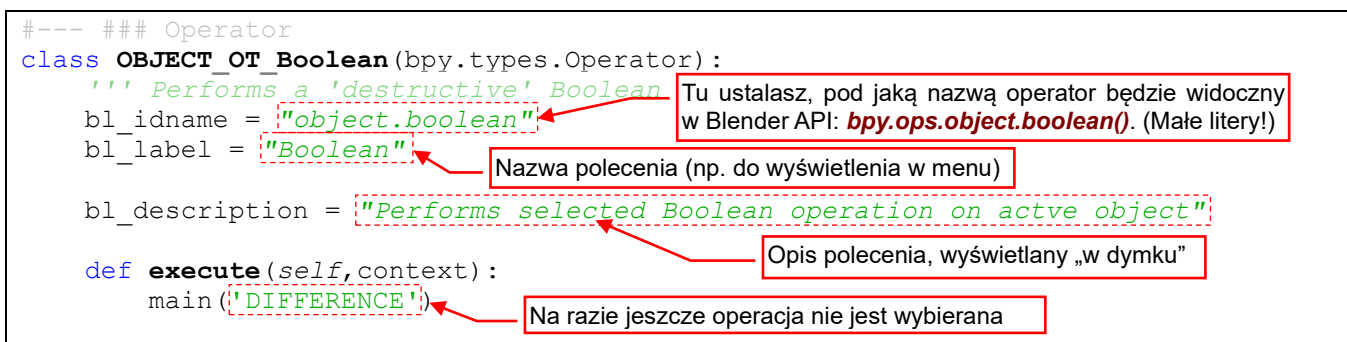 #--- ### Operator
class OBJECT_OT_Boolean(bpy.types.Operator):
''' Performs a 'destructive' Boolean
Tu ustalasz, pod jaką nazwą operator będzie widoczny
w Blender API: bpy.ops.object.boolean(). (Małe litery!)
bl_idname = "object.boolean"
bl_label = "Boolean"
Nazwa polecenia (np. do wyświetlenia w menu)
bl_description = "Performs selected Boolean operation on actve object"
Opis polecenia, wyświetlany „w dymku”
def execute(self,context):
main('DIFFERENCE')
Na razie jeszcze operacja nie jest wybierana